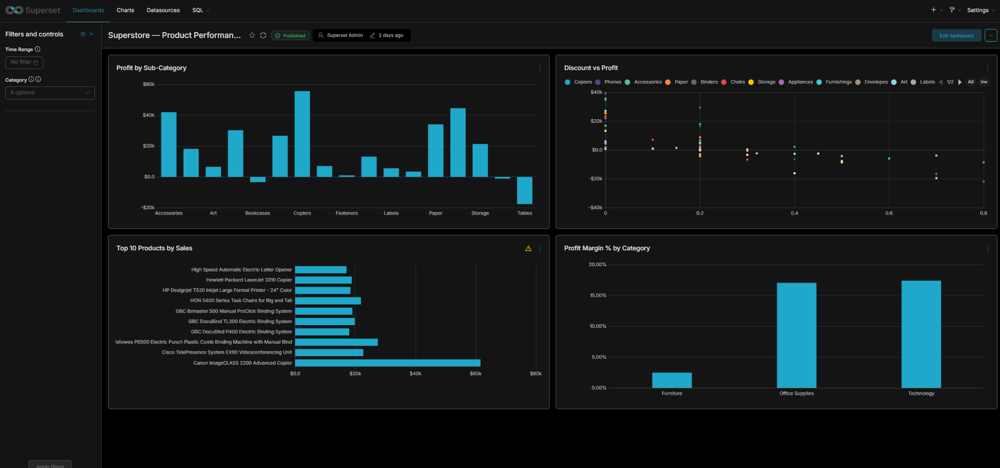 Superset Dashboards Charts Datasources SQL Settings
Filters and controls
Time Range
No filter
Category
3 options
Apply filters
Superstore — Product Performan... Published Superset Admin 2 days ago Edit dashboard ...
Profit by Sub-Category
$60k
$40k
$20k
$0.0
-$20k
Accessories Art Bookcases Copiers Fasteners Labels Paper Storage Tables
Discount vs Profit
Copiers Phones Accessories Paper Binders Chairs Storage Appliances Furnishings Envelopes Art Labels 1/2 All Inv
$40k
$20k
$0.0
-$20k
-$40k
0 0.2 0.4 0.6 0.8
Top 10 Products by Sales
High Speed Automatic Electric Letter Opener
Hewlett Packard LaserJet 3310 Copier
HP Designjet T520 Inkjet Large Format Printer - 24" Color
HON 5400 Series Task Chairs for Big and Tall
GBC Ibimaster 500 Manual ProClick Binding System
GBC DocuBind TL300 Electric Binding System
GBC DocuBind P400 Electric Binding System
Fellowes PB500 Electric Punch Plastic Comb Binding Machine with Manual Bind
Cisco TelePresence System EX90 Videoconferencing Unit
Canon ImageCLASS 2200 Advanced Copier
$0.0 $20k $40k $60k $80k
Profit Margin % by Category
20.00%
15.00%
10.00%
5.00%
0.00%
Furniture Office Supplies Technology